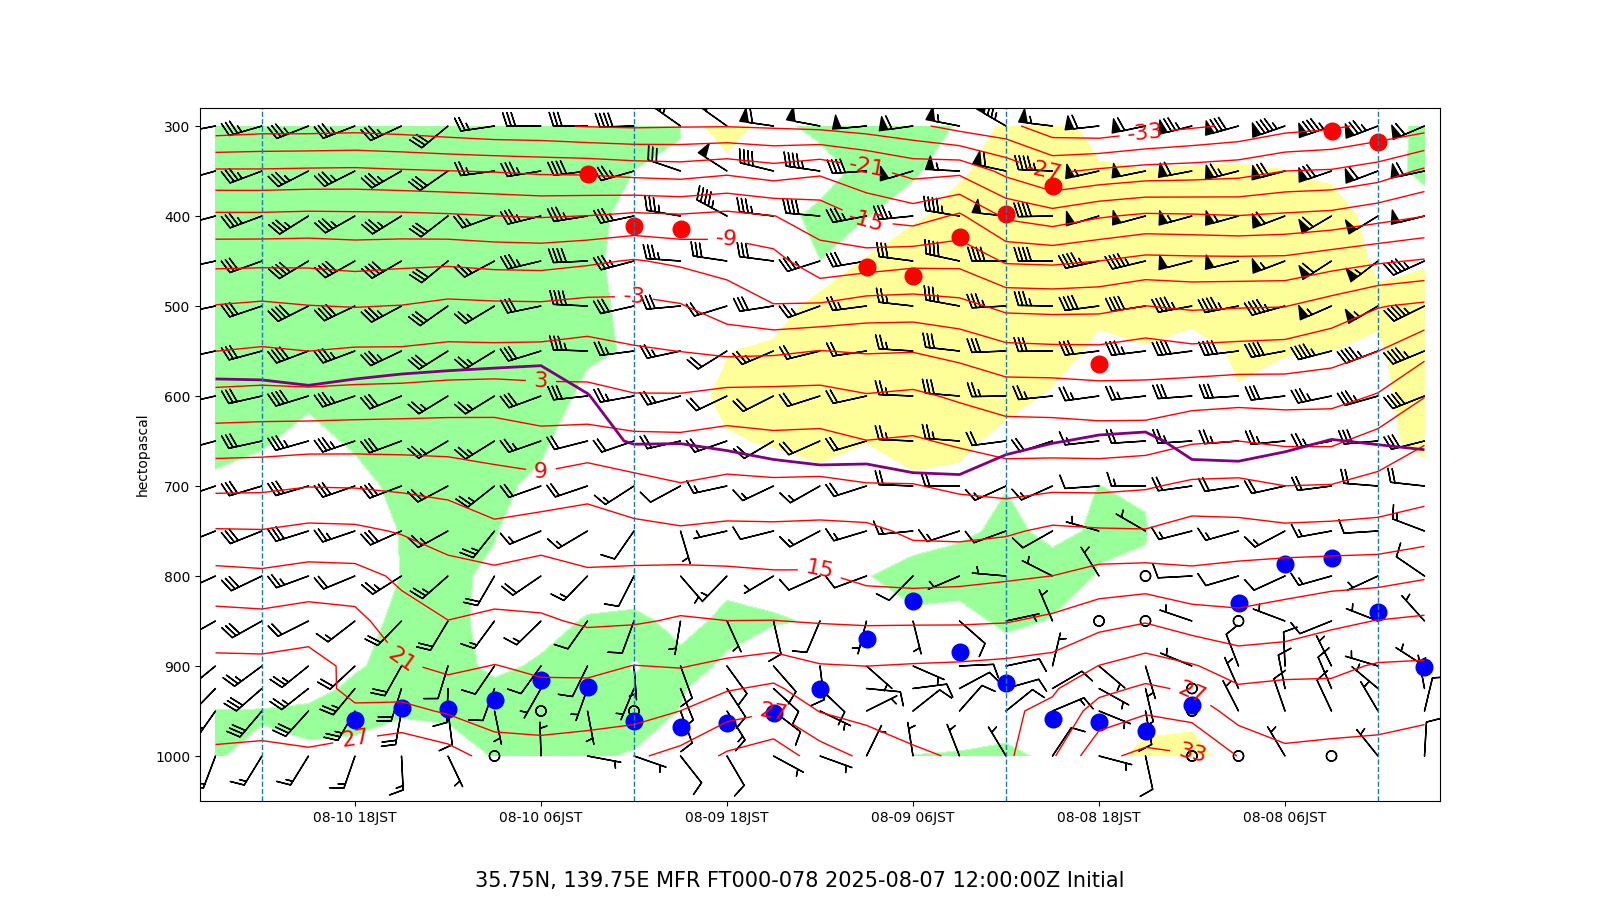 300
-33
-21
-27
400
-15
-9
500
-3
600
3
700
9
800
15
900
21
27
1000
27
27
33
hectopascal
08-10 18JST
08-10 06JST
08-09 18JST
08-09 06JST
08-08 18JST
08-08 06JST
35.75N, 139.75E MFR FT000-078 2025-08-07 12:00:00Z Initial